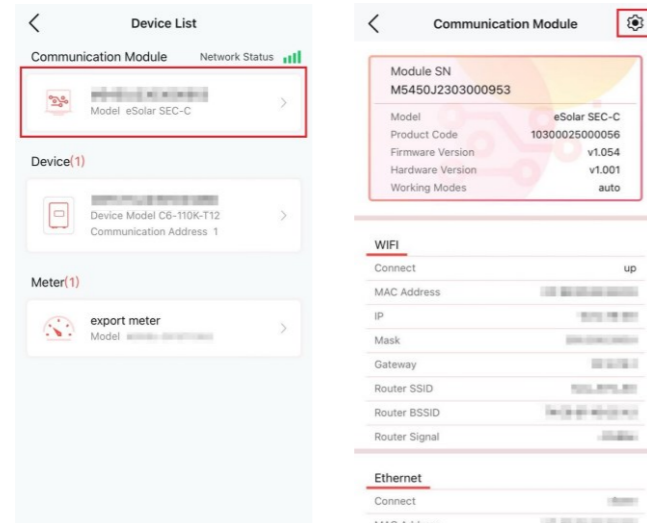 Device List
Communication Module Network Status
Model eSolar SEC-C
Device(1)
Device Model C6-110K-T12
Communication Address 1
Meter(1)
export meter
Model
Communication Module
Module SN
M5450J2303000953
Model eSolar SEC-C
Product Code 10300025000056
Firmware Version v1.054
Hardware Version v1.001
Working Modes auto
WIFI
Connect up
MAC Address
IP
Mask
Gateway
Router SSID
Router BSSID
Router Signal
Ethernet
Connect
MAC Address